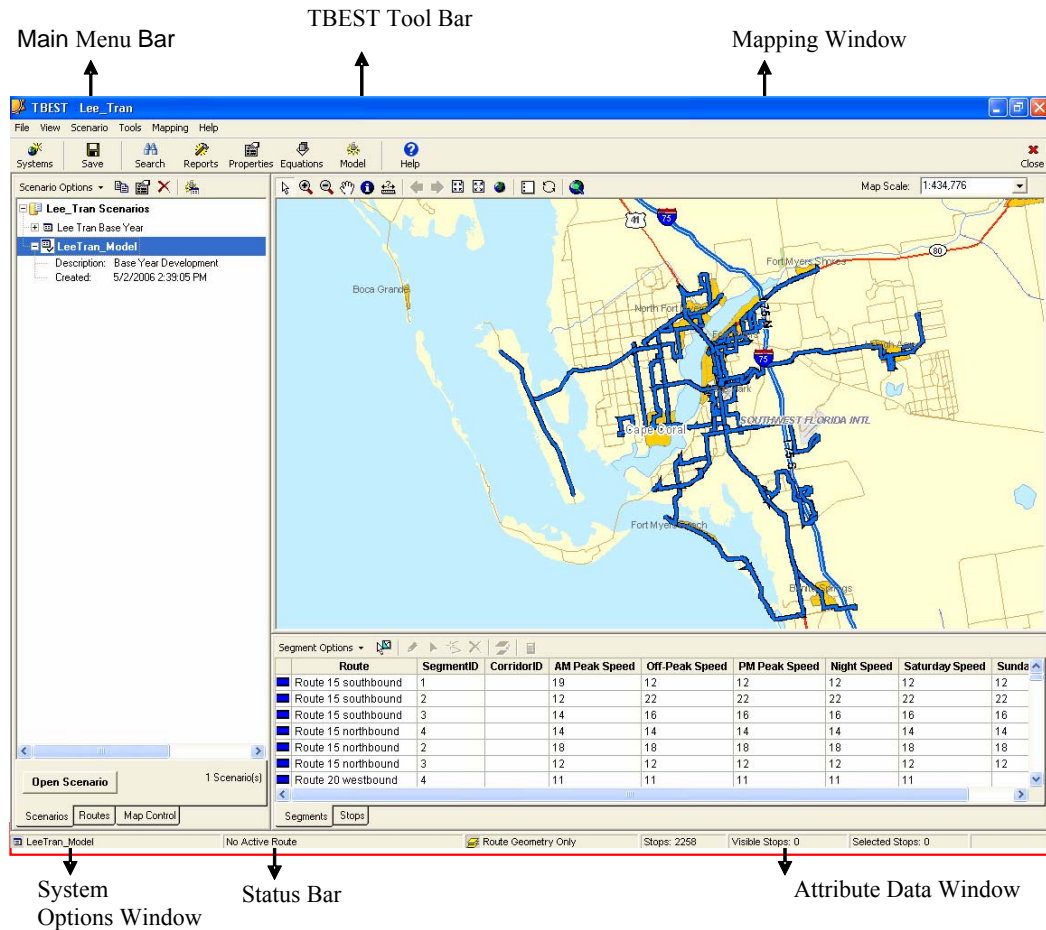 TBEST Tool Bar
Main Menu Bar
Mapping Window
TBEST Lee_Tran
File View Scenario Tools Mapping Help
Systems Save Search Reports Properties Equations Model Help Close
Scenario Options
Map Scale: 1:434,776
Lee_Tran Scenarios
Lee Tran Base Year
LeeTran_Model
Description: Base Year Development
Created: 5/2/2006 2:39:05 PM
41
75
80
Fort Myers Shores
Boca Grande
North Fort
I 75 N
75
SOUTHWEST FLORIDA INTL
Cape Coral
I 75 S
Fort Myers Beach
Bonita Springs
Segment Options
Route SegmentID CorridorID AM Peak Speed Off-Peak Speed PM Peak Speed Night Speed Saturday Speed Sunda
Route 15 southbound 1 19 12 12 12 12 12
Route 15 southbound 2 12 22 22 22 22 22
Route 15 southbound 3 14 16 16 16 16 16
Route 15 northbound 4 14 14 14 14 14 14
Route 15 northbound 2 18 18 18 18 18 18
Route 15 northbound 3 12 12 12 12 12 12
Route 20 westbound 4 11 11 11 11 11
Open Scenario
1 Scenario(s)
Scenarios Routes Map Control
Segments Stops
LeeTran_Model No Active Route Route Geometry Only Stops: 2258 Visible Stops: 0 Selected Stops: 0
System
Options Window
Status Bar
Attribute Data Window